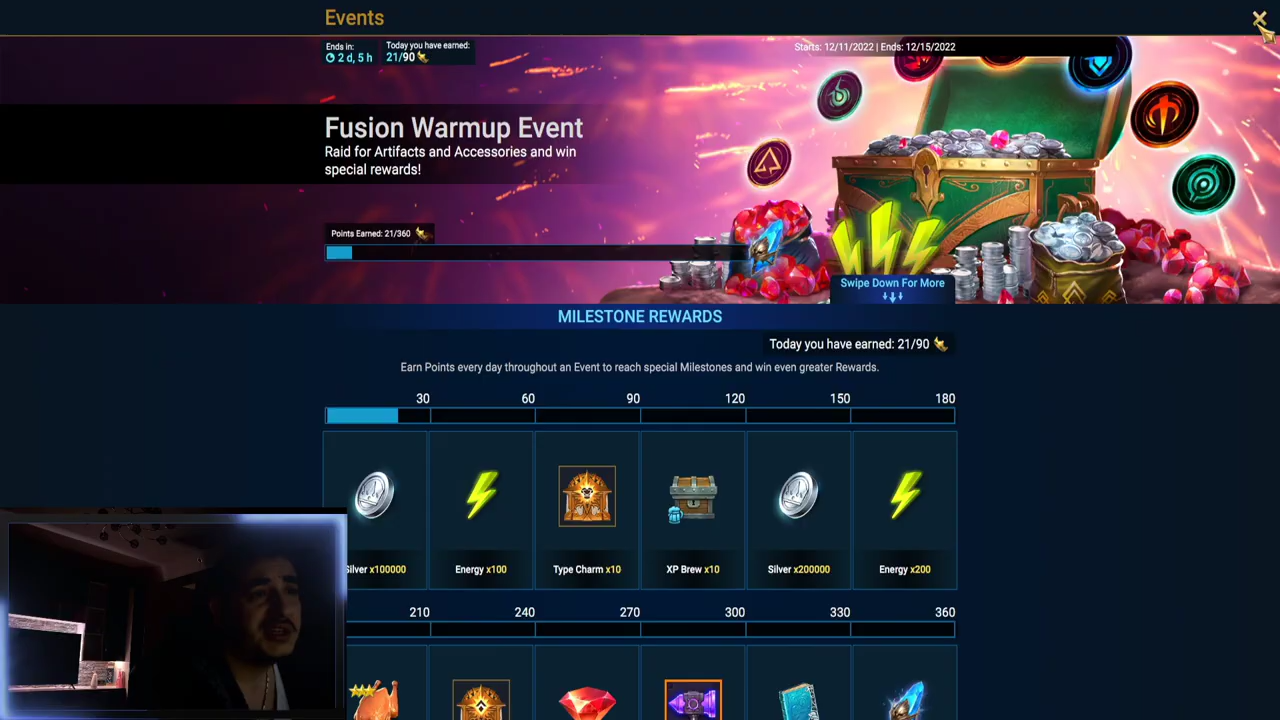 Events
Ends in:
2 d, 5 h
Today you have earned:
21/90
Starts: 12/11/2022 | Ends: 12/15/2022
Fusion Warmup Event
Raid for Artifacts and Accessories and win
special rewards!
Points Earned: 21/360
Swipe Down For More
MILESTONE REWARDS
Today you have earned: 21/90
Earn Points every day throughout an Event to reach special Milestones and win even greater Rewards.
30 60 90 120 150 180
Silver x100000 Energy x100 Type Charm x10 XP Brew x10 Silver x200000 Energy x200
210 240 270 300 330 360